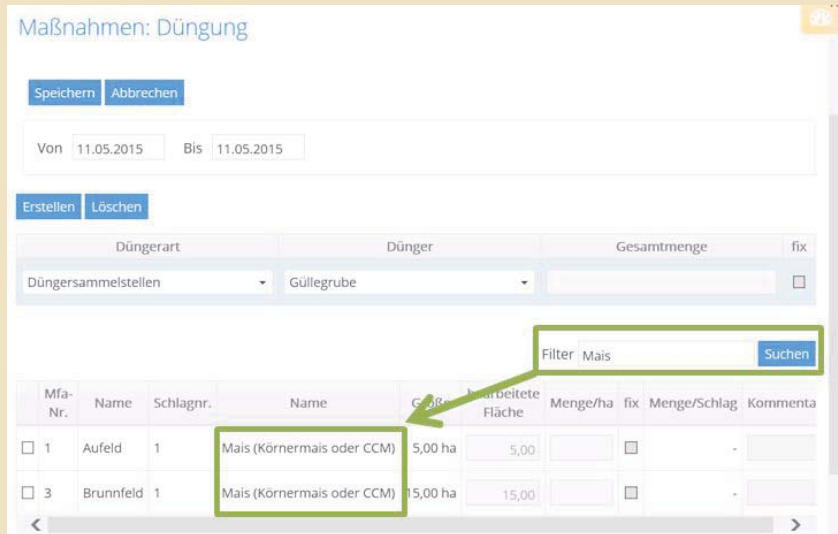 Maßnahmen: Düngung
Speichern Abbrechen
Von 11.05.2015 Bis 11.05.2015
Erstellen Löschen
Düngerart Dünger Gesamtmenge fix
Düngersammelstellen Güllegrube
Filter Mais Suchen
Mfa-Nr. Name Schlagnr. Name bearbeitete Fläche Menge/ha fix Menge/Schlag Kommenta
1 Aufeld 1 Mais (Körnermais oder CCM) 5,00 ha 5,00 -
3 Brunnfeld 1 Mais (Körnermais oder CCM) 15,00 ha 15,00 -